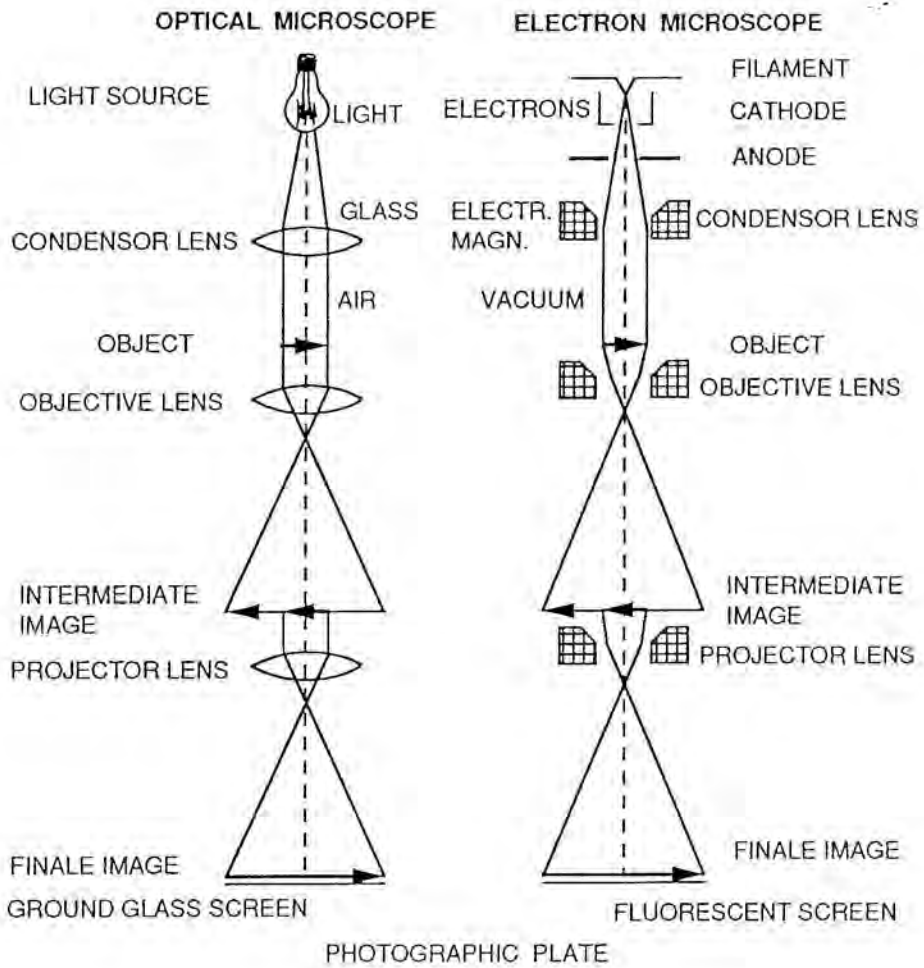 OPTICAL MICROSCOPE
ELECTRON MICROSCOPE
LIGHT SOURCE
LIGHT
ELECTRONS
FILAMENT
CATHODE
ANODE
GLASS
CONDENSOR LENS
ELECTR.
MAGN.
CONDENSOR LENS
AIR
VACUUM
OBJECT
OBJECT
OBJECTIVE LENS
OBJECTIVE LENS
INTERMEDIATE
IMAGE
INTERMEDIATE
IMAGE
PROJECTOR LENS
PROJECTOR LENS
FINALE IMAGE
FINALE IMAGE
GROUND GLASS SCREEN
FLUORESCENT SCREEN
PHOTOGRAPHIC PLATE